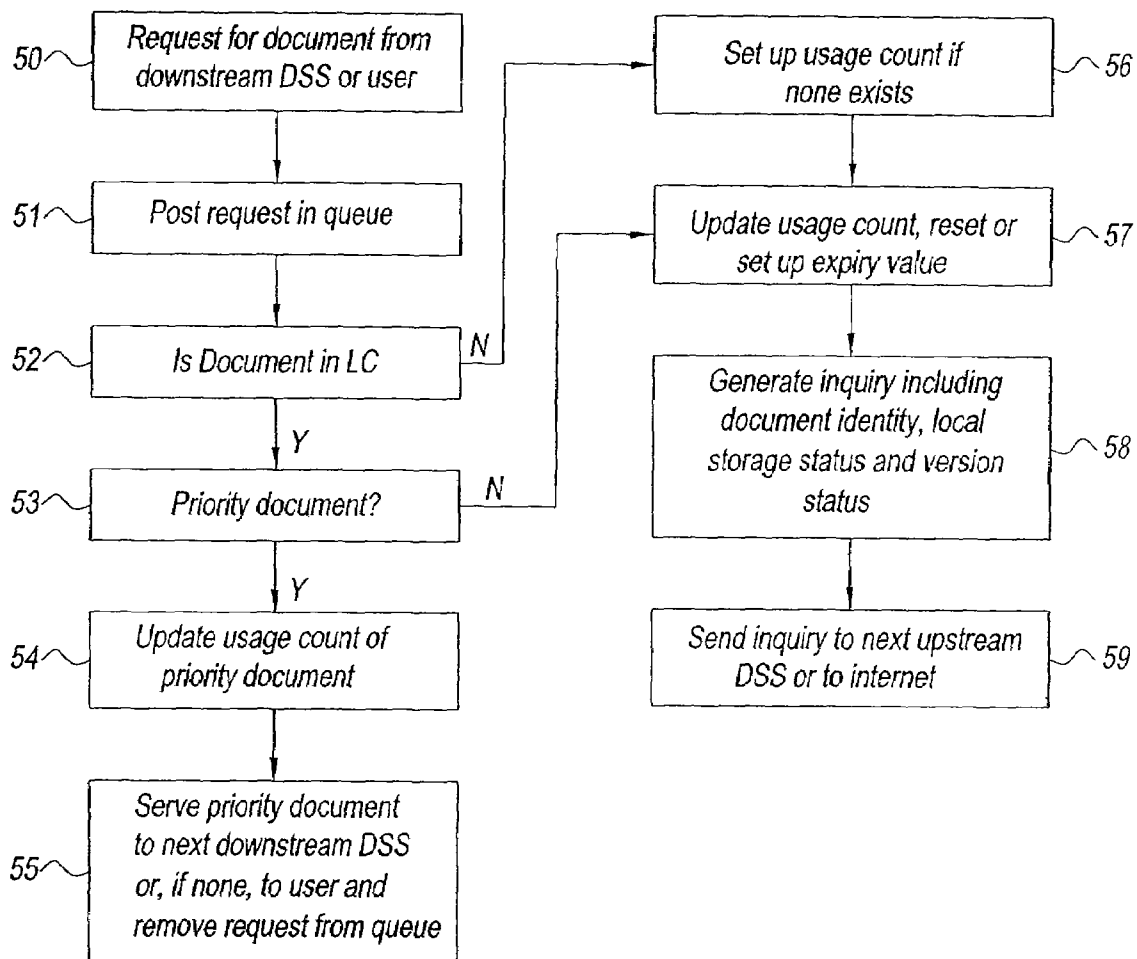 50
Request for document from
downstream DSS or user
51
Post request in queue
52
Is Document in LC
N
Y
53
Priority document?
N
Y
54
Update usage count of
priority document
55
Serve priority document
to next downstream DSS
or, if none, to user and
remove request from queue
Set up usage count if
none exists
56
Update usage count, reset or
set up expiry value
57
Generate inquiry including
document identity, local
storage status and version
status
58
Send inquiry to next upstream
DSS or to internet
59